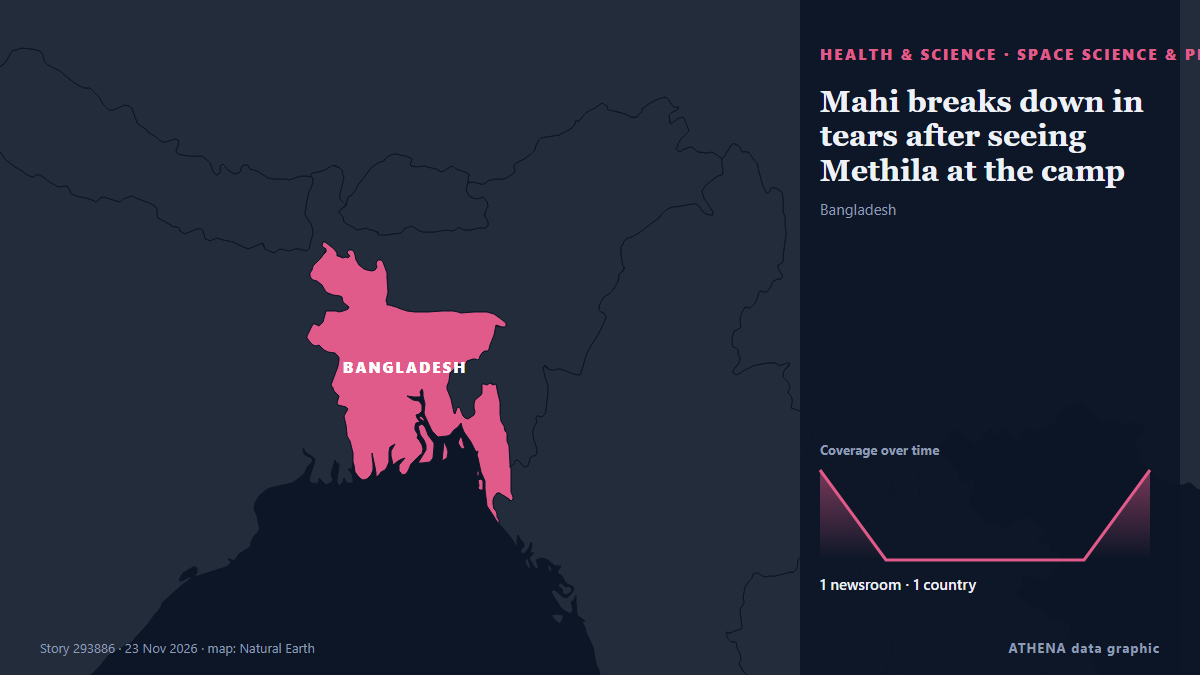 HEALTH & SCIENCE · SPACE SCIENCE &
Mahi breaks down in
tears after seeing
Methila at the camp
Bangladesh
BANGLADESH
Coverage over time
1 newsroom · 1 country
Story 293886 · 23 Nov 2026 · map: Natural Earth
ATHENA data graphic